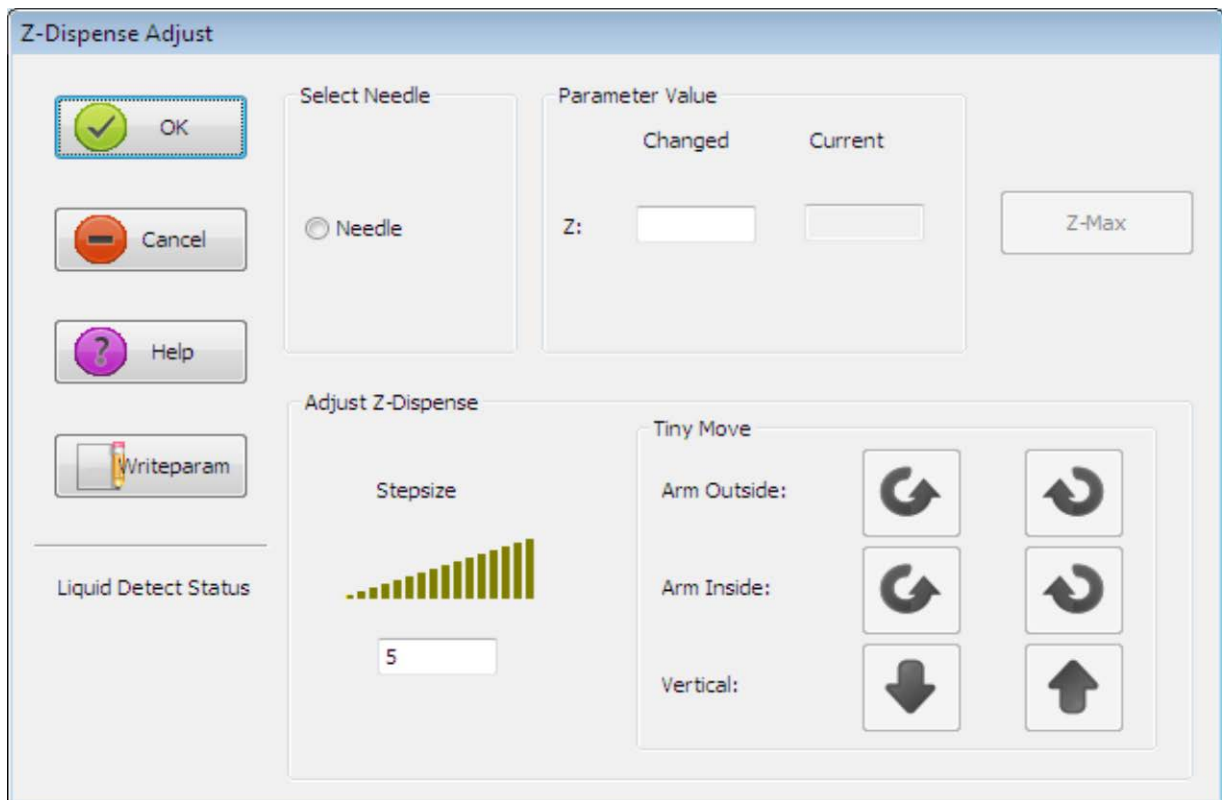 Z-Dispense Adjust
OK
Cancel
Help
Writeparam
Liquid Detect Status
Select Needle
Needle
Parameter Value
Changed Current
Z:
Z-Max
Adjust Z-Dispense
Stepsize
5
Tiny Move
Arm Outside:
Arm Inside:
Vertical: